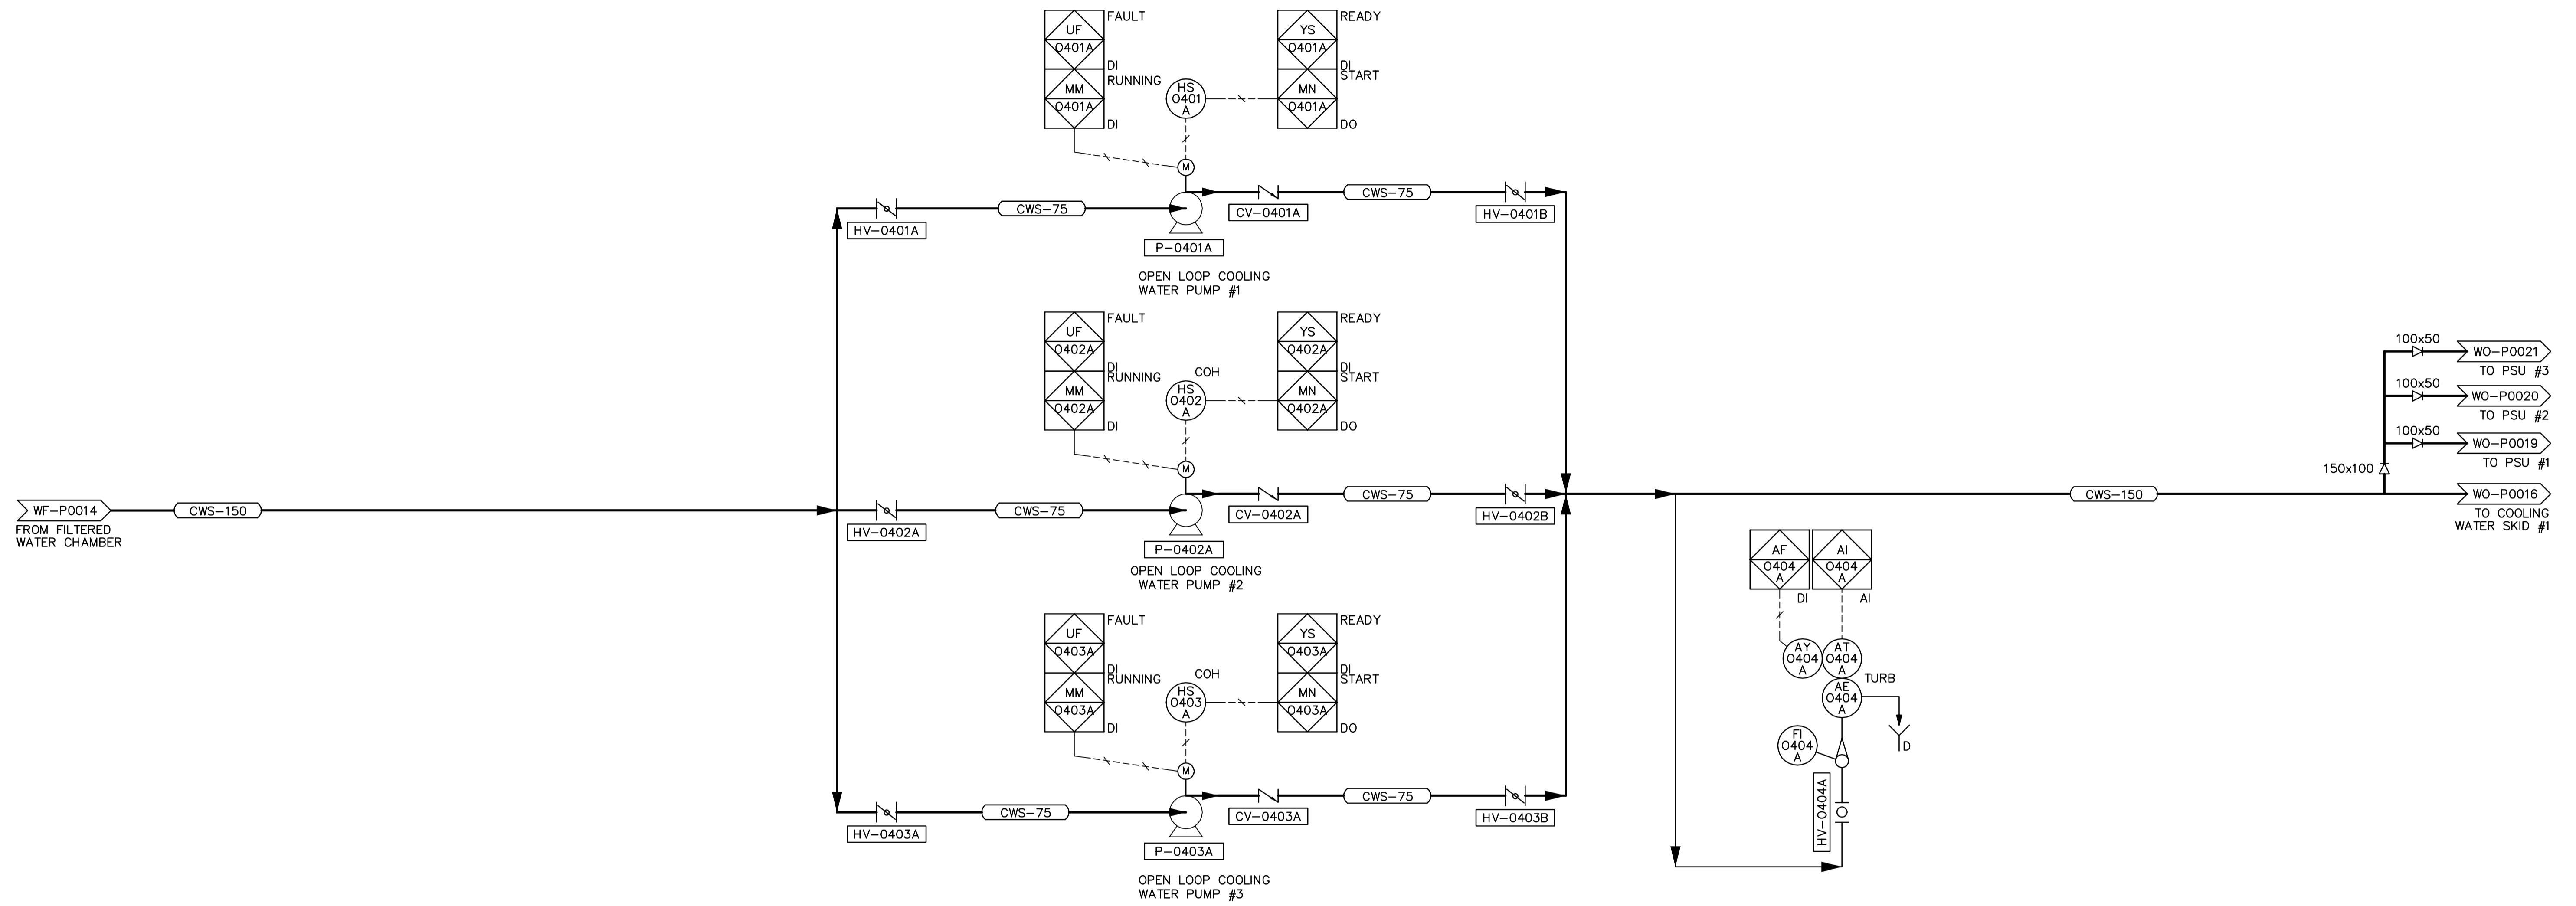 UF
0401A
FAULT
DI
MM
0401A
RUNNING
DI
HS
0401
A
YS
0401A
READY
DI
MN
0401A
START
DO
M
HV-0401A
CWS-75
P-0401A
OPEN LOOP COOLING
WATER PUMP #1
CV-0401A
CWS-75
HV-0401B
UF
0402A
FAULT
DI
MM
0402A
RUNNING
DI
COH
HS
0402
A
YS
0402A
READY
DI
MN
0402A
START
DO
M
WF-P0014
FROM FILTERED
WATER CHAMBER
CWS-150
HV-0402A
CWS-75
P-0402A
OPEN LOOP COOLING
WATER PUMP #2
CV-0402A
CWS-75
HV-0402B
UF
0403A
FAULT
DI
MM
0403A
RUNNING
DI
COH
HS
0403
A
YS
0403A
READY
DI
MN
0403A
START
DO
M
HV-0403A
CWS-75
P-0403A
OPEN LOOP COOLING
WATER PUMP #3
CV-0403A
CWS-75
HV-0403B
AF
0404
A
DI
AI
0404
A
AI
AY
0404
A
AT
0404
A
AE
0404
A
TURB
D
FI
0404
A
HV-0404A
CWS-150
100x50
WO-P0021
TO PSU #3
100x50
WO-P0020
TO PSU #2
100x50
WO-P0019
TO PSU #1
150x100
WO-P0016
TO COOLING
WATER SKID #1